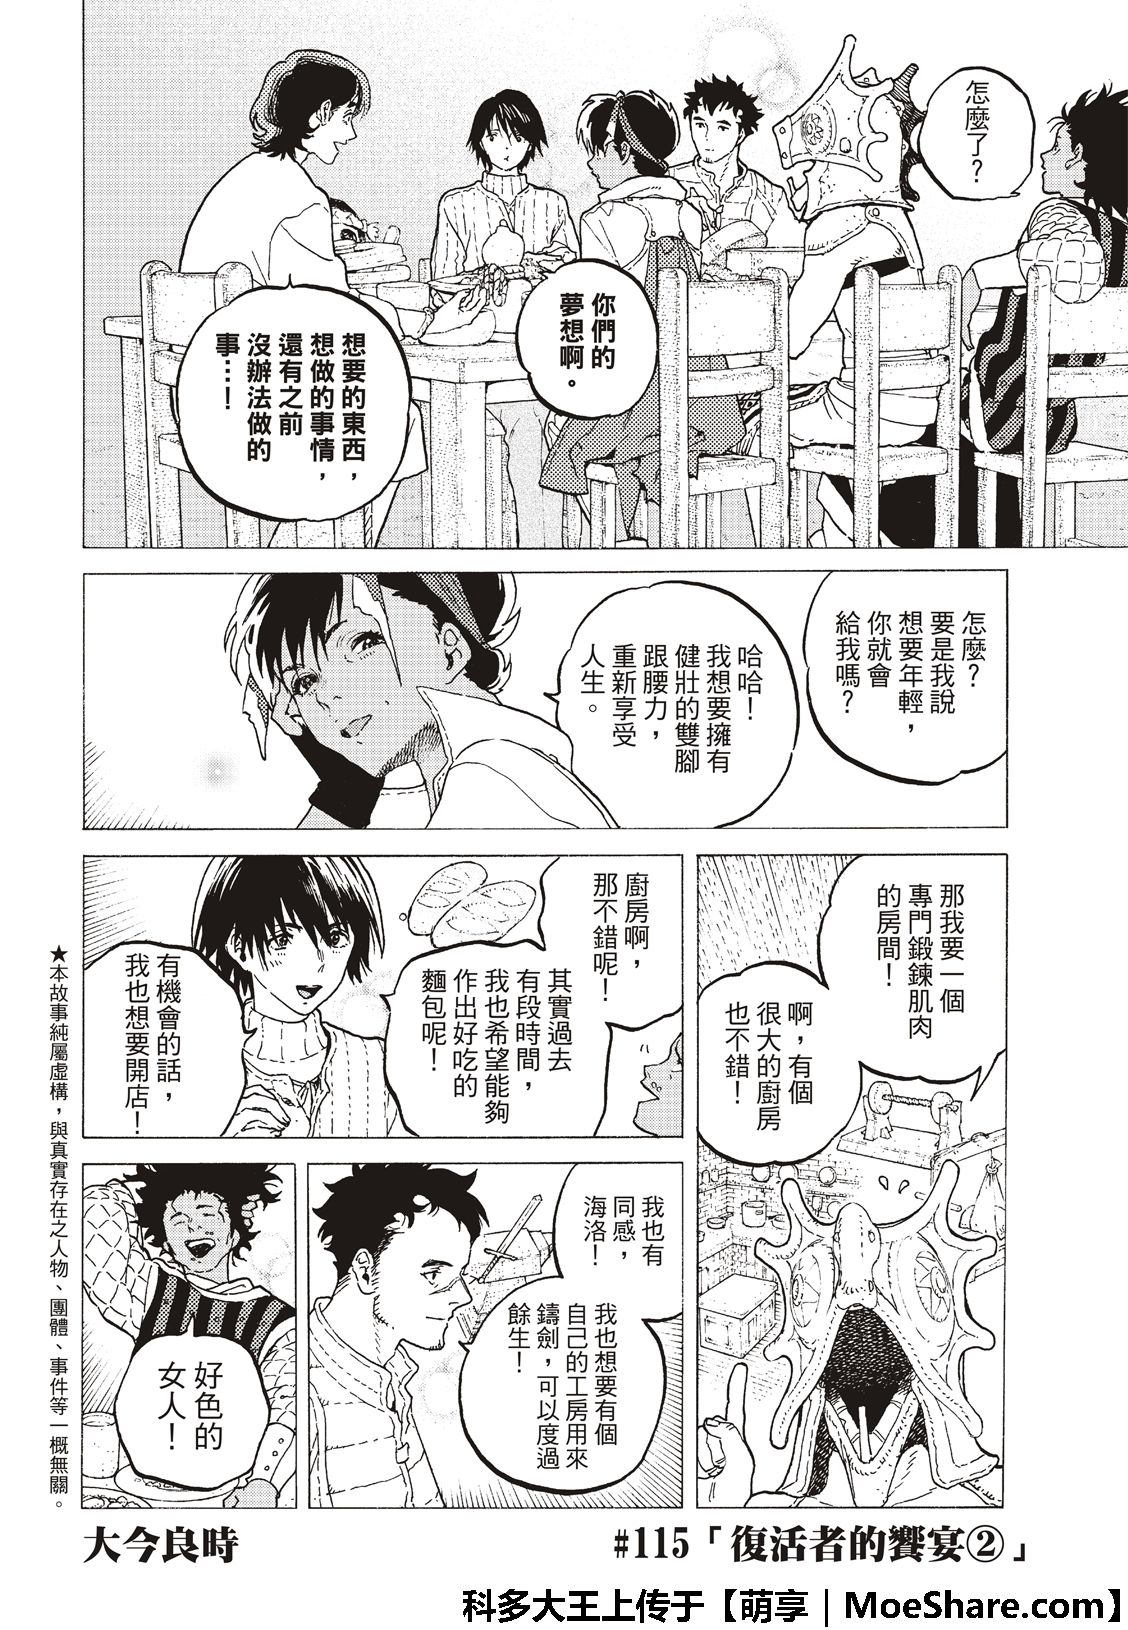 怎麼了？
你們的
夢想啊。
想要的東西，
想做的事情，
還有之前
沒辦法做的
事…！
怎麼？
要是我說
想要年輕，
你就會
給我嗎？
哈哈！
我想要擁有
健壯的雙腳
跟腰力，
重新享受
人生。
那我要一個
專門鍛鍊肌肉
的房間！
啊，有個
很大的廚房
也不錯！
廚房啊，
那不錯呢！
其實過去
有段時間，
我也希望能夠
作出好吃的
麵包呢！
有機會的話，
我也想要開店！
我也有
同感，
海洛！
我也想要有個
自己的工房用來
鑄劍，可以度過
餘生！
好色的
女人！
★本故事純屬虛構，與真實存在之人物、團體、事件等一概無關。
#115「復活者的饗宴②」
大今良時
科多大王上传于【萌享｜MoeShare.com】